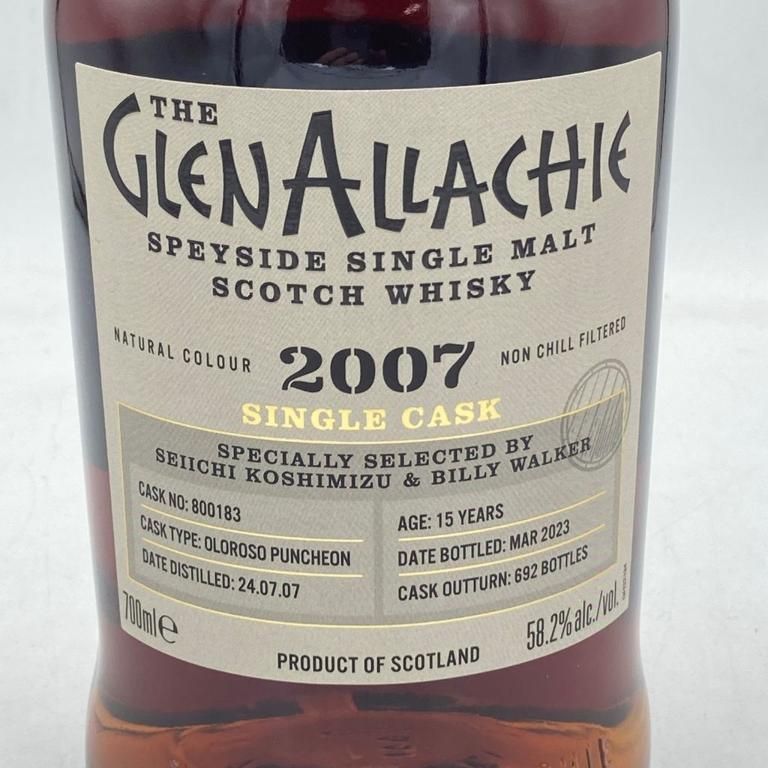 THE
GLENALLACHIE
SPEYSIDE SINGLE MALT
SCOTCH WHISKY
NATURAL COLOUR
2007
NON CHILL FILTERED
SINGLE CASK
SPECIALLY SELECTED BY
SEIICHI KOSHIMIZU & BILLY WALKER
CASK NO: 800183
CASK TYPE: OLOROSO PUNCHEON
DATE DISTILLED: 24.07.07
AGE: 15 YEARS
DATE BOTTLED: MAR 2023
CASK OUTTURN: 692 BOTTLES
700ml℮
58.2% alc./vol.
PRODUCT OF SCOTLAND